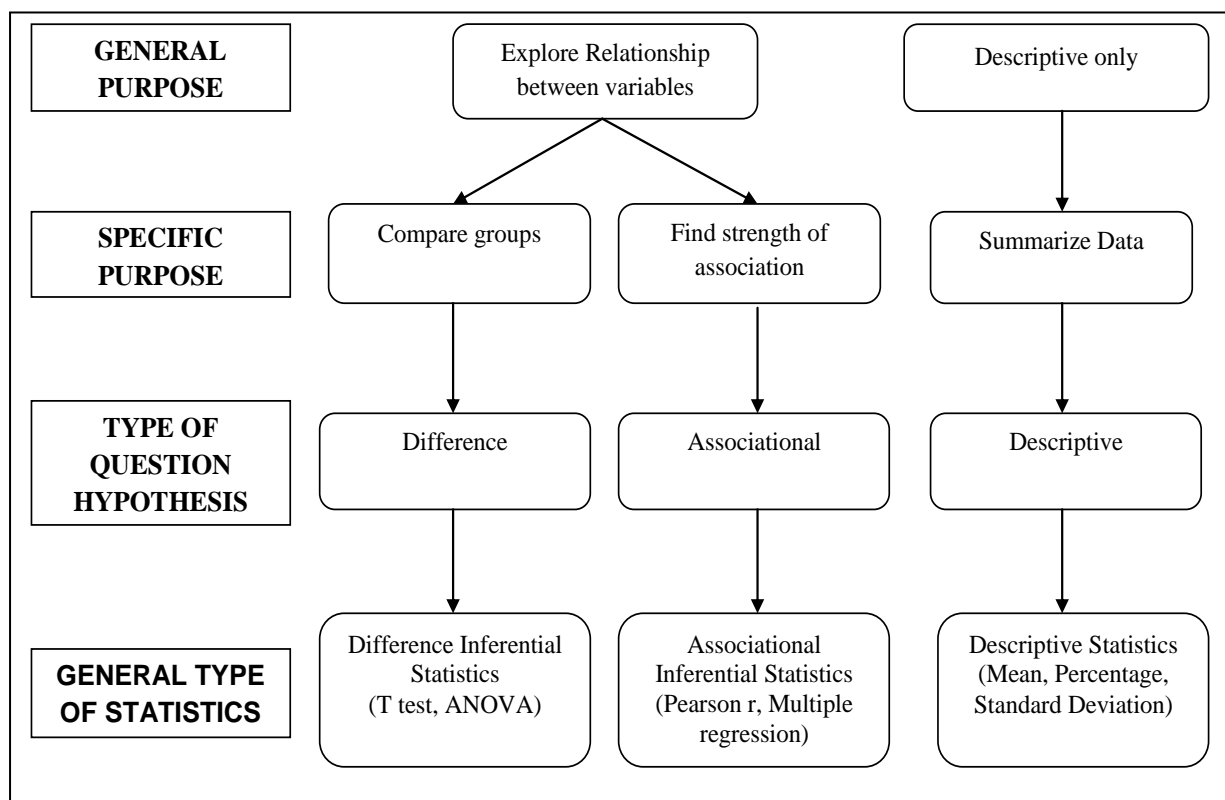 GENERAL
PURPOSE
Explore Relationship
between variables
Descriptive only
SPECIFIC
PURPOSE
Compare groups
Find strength of
association
Summarize Data
TYPE OF
QUESTION
HYPOTHESIS
Difference
Associational
Descriptive
GENERAL TYPE
OF STATISTICS
Difference Inferential
Statistics
(T test, ANOVA)
Associational
Inferential Statistics
(Pearson r, Multiple
regression)
Descriptive Statistics
(Mean, Percentage,
Standard Deviation)